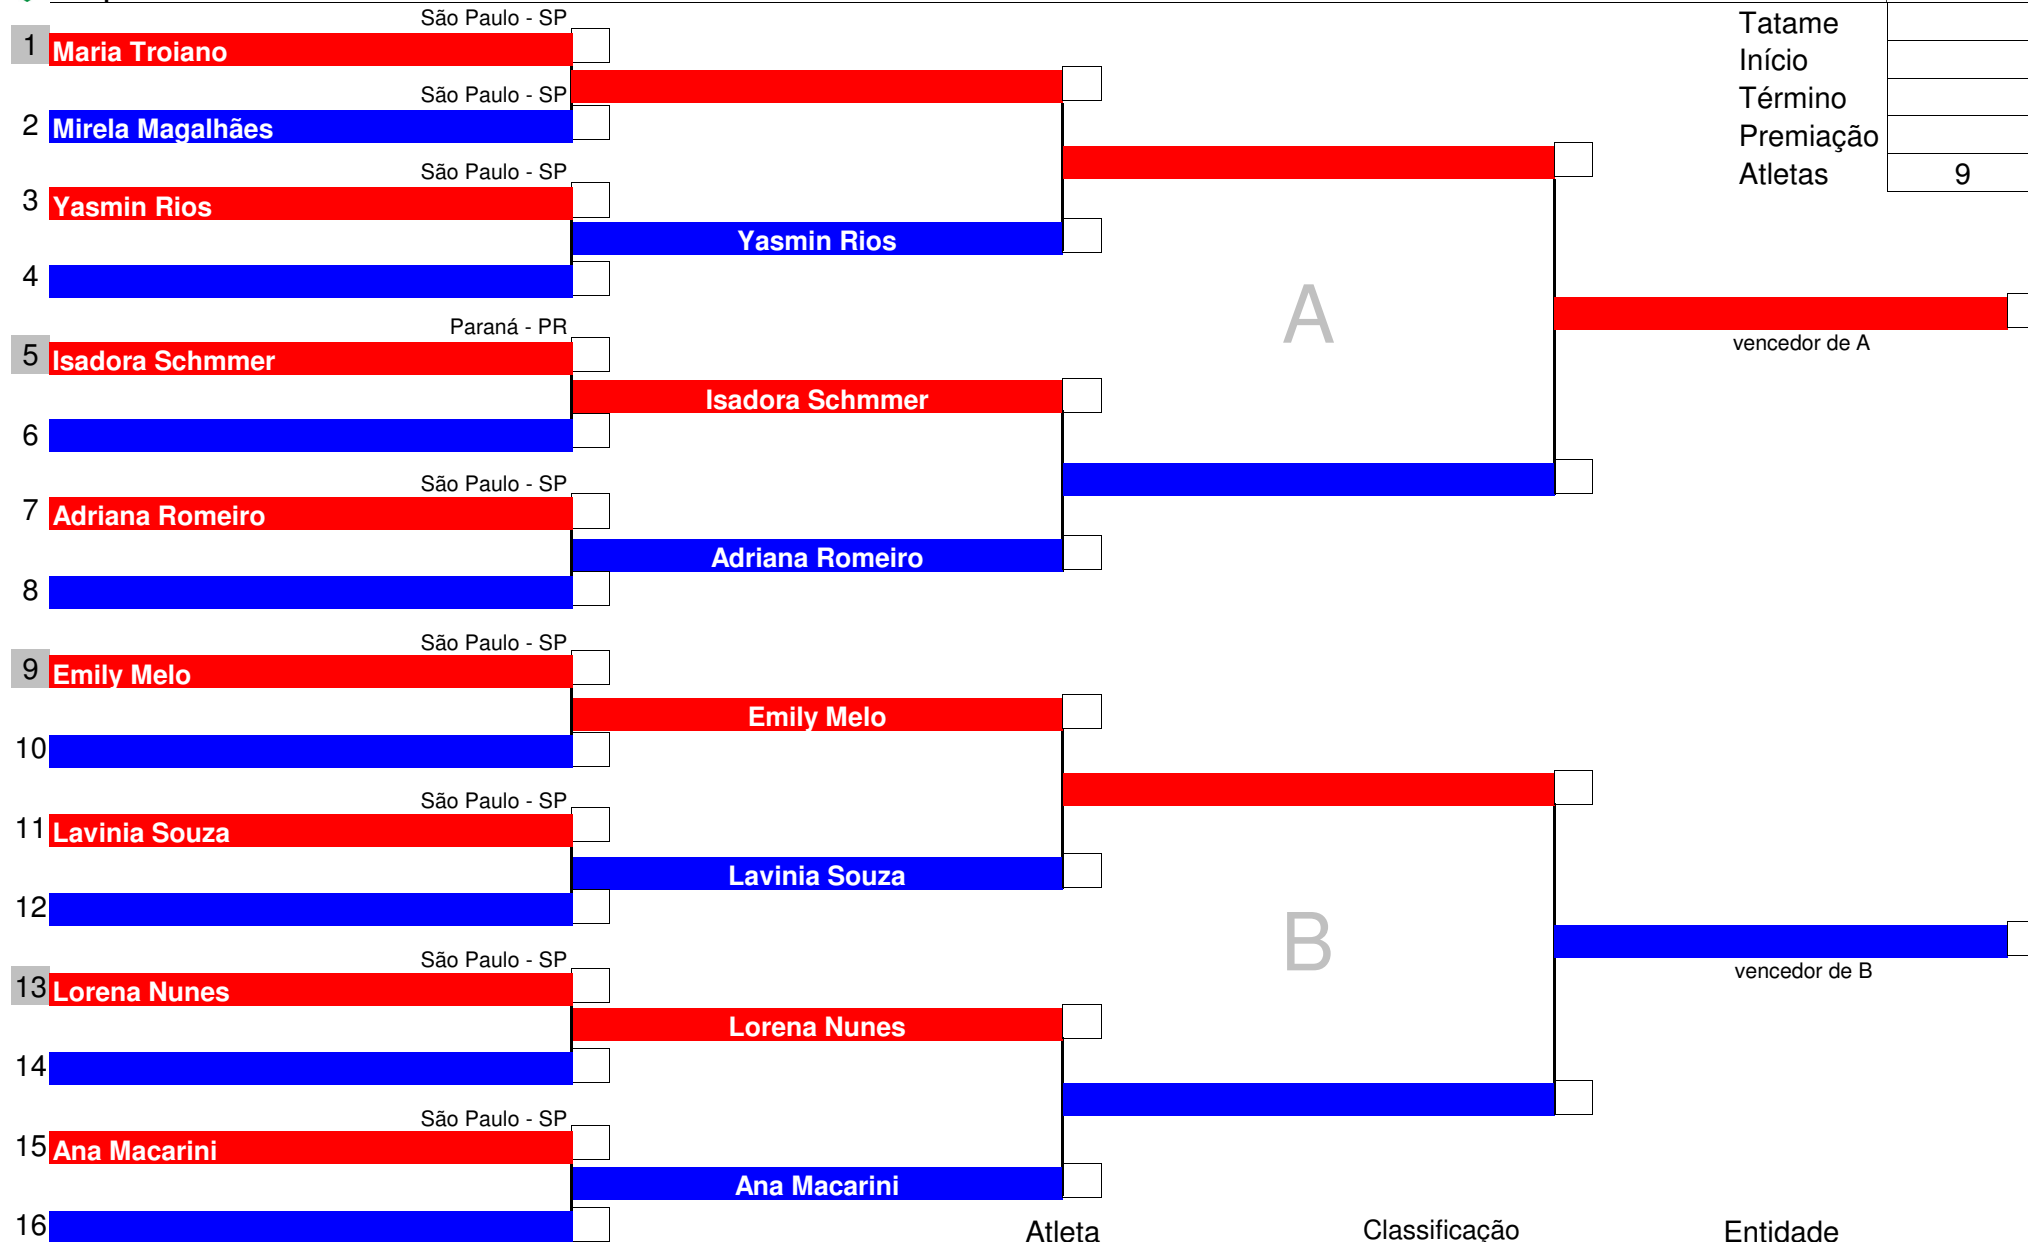 São Paulo - SP
1 Maria Troiano
São Paulo - SP
2 Mirela Magalhães
São Paulo - SP
3 Yasmin Rios
Yasmin Rios
4
Paraná - PR
5 Isadora Schmmer
Isadora Schmmer
6
São Paulo - SP
7 Adriana Romeiro
Adriana Romeiro
8
São Paulo - SP
9 Emily Melo
Emily Melo
10
São Paulo - SP
11 Lavinia Souza
Lavinia Souza
12
São Paulo - SP
13 Lorena Nunes
Lorena Nunes
14
São Paulo - SP
15 Ana Macarini
Ana Macarini
16
A
vencedor de A
B
vencedor de B
Tatame
Início
Término
Premiação
Atletas 9
Atleta Classificação Entidade